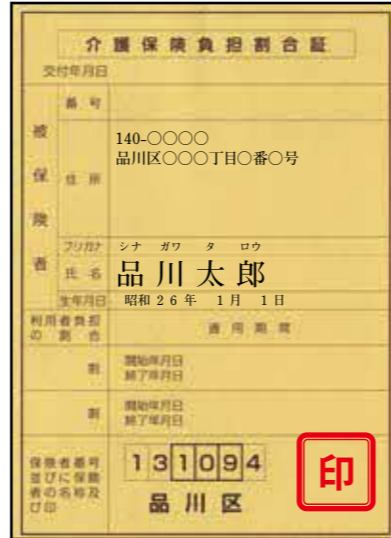 介護保険負担割合証
交付年月日
被保険者
番号
住所
140-○○○○
品川区○○○丁目○番○号
フリガナ シナ ガワ タ ロウ
氏名 品川太郎
生年月日 昭和26年 1月 1日
利用者負担の割合 適用期間
割 開始年月日
終了年月日
割 開始年月日
終了年月日
保険者番号並びに保険者の名称及び印
131094
品川区
印